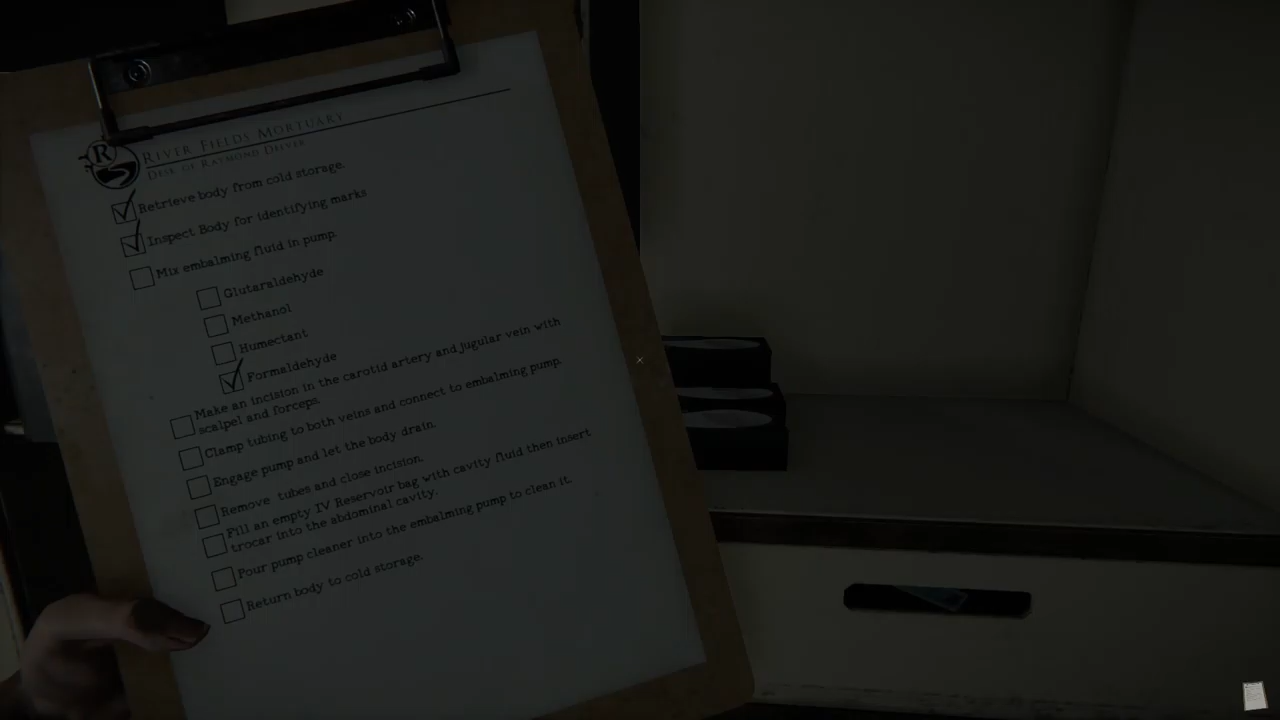 R
RIVER FIELDS MORTUARY
DESK OF RAYMOND DELVER
Retrieve body from cold storage.
Inspect Body for identifying marks
Mix embalming fluid in pump.
Glutaraldehyde
Methanol
Humectant
Formaldehyde
Make an incision in the carotid artery and jugular vein with
scalpel and forceps.
Clamp tubing to both veins and connect to embalming pump.
Engage pump and let the body drain.
Remove tubes and close incision.
Fill an empty IV Reservoir bag with cavity fluid then insert
trocar into the abdominal cavity.
Pour pump cleaner into the embalming pump to clean it.
Return body to cold storage.